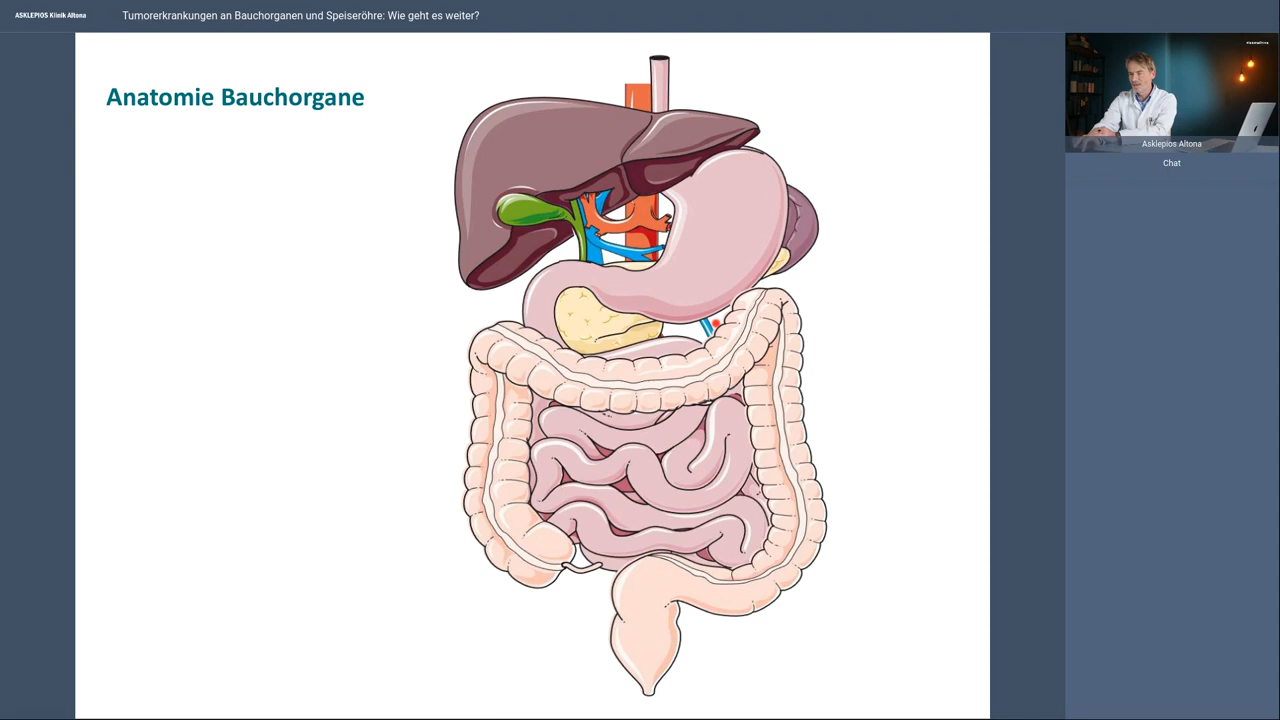 ASKLEPIOS Klinik Altona
Tumorerkrankungen an Bauchorganen und Speiseröhre: Wie geht es weiter?
Anatomie Bauchorgane
Asklepios Altona
Chat